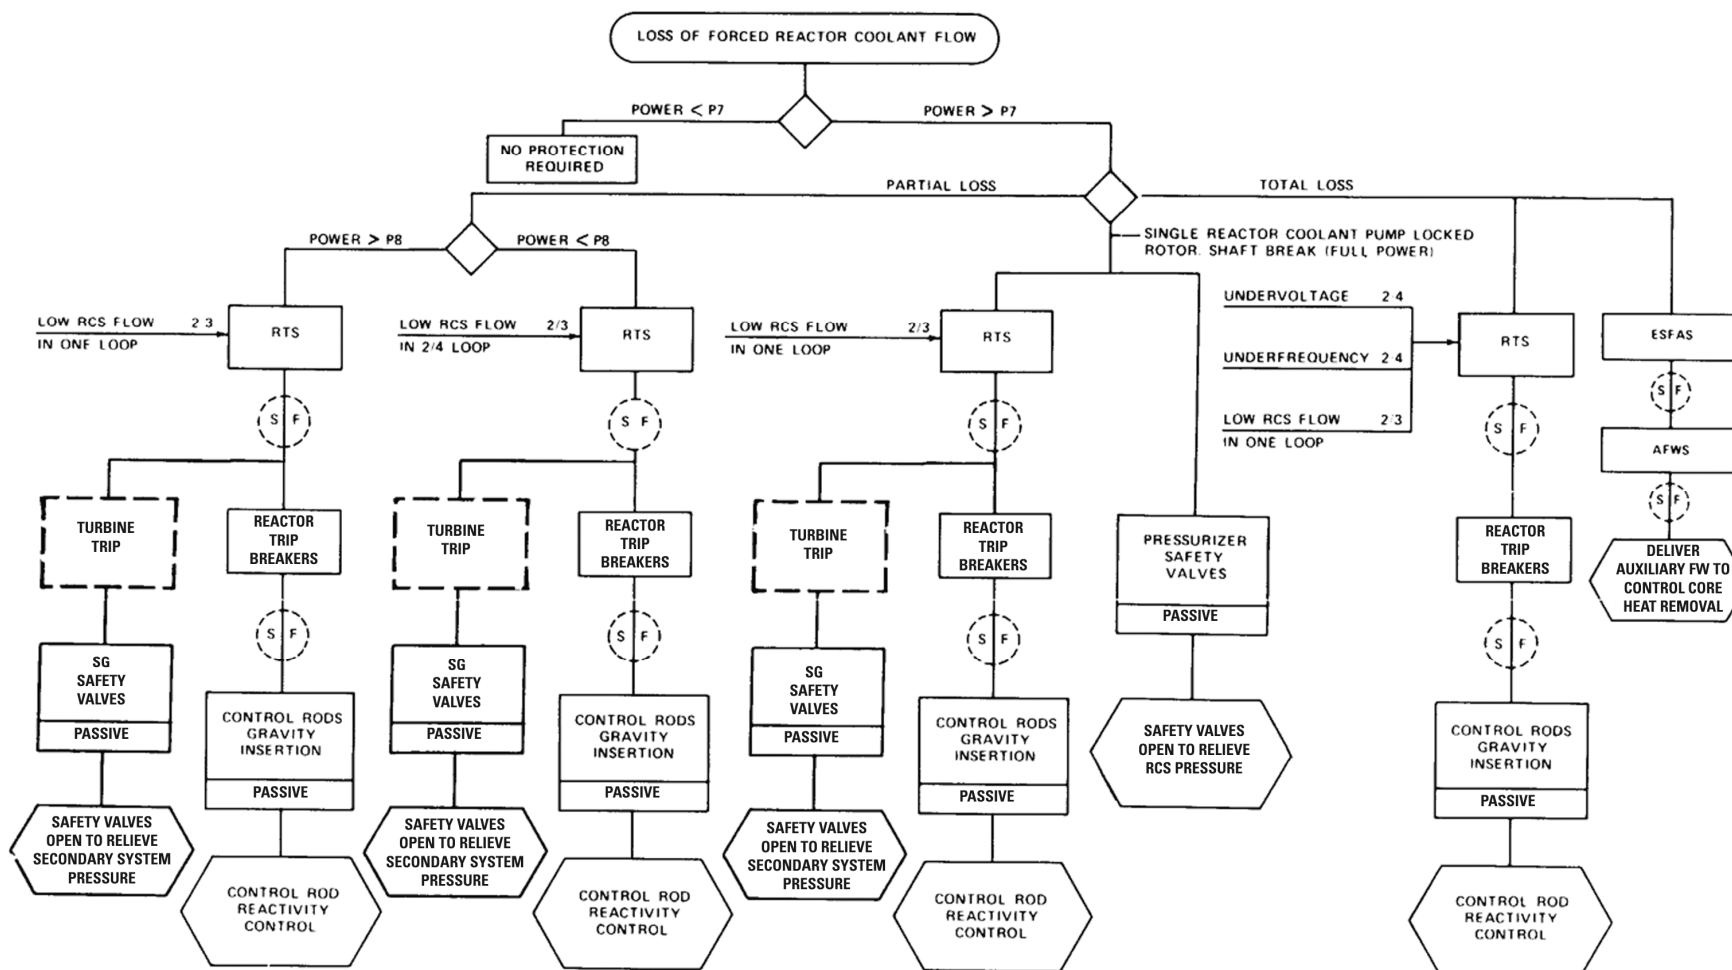 LOSS OF FORCED REACTOR COOLANT FLOW
POWER < P7
POWER > P7
NO PROTECTION
REQUIRED
PARTIAL LOSS
TOTAL LOSS
POWER > P8
POWER < P8
SINGLE REACTOR COOLANT PUMP LOCKED
ROTOR. SHAFT BREAK (FULL POWER)
LOW RCS FLOW 2 3
IN ONE LOOP
RTS
LOW RCS FLOW 2/3
IN 2/4 LOOP
RTS
LOW RCS FLOW 2/3
IN ONE LOOP
RTS
UNDERVOLTAGE 2 4
UNDERFREQUENCY 2 4
LOW RCS FLOW 2/3
IN ONE LOOP
RTS
ESFAS
S F
S F
S F
S F
S F
AFWS
S F
TURBINE
TRIP
REACTOR
TRIP
BREAKERS
TURBINE
TRIP
REACTOR
TRIP
BREAKERS
TURBINE
TRIP
REACTOR
TRIP
BREAKERS
PRESSURIZER
SAFETY
VALVES
PASSIVE
REACTOR
TRIP
BREAKERS
DELIVER
AUXILIARY FW TO
CONTROL CORE
HEAT REMOVAL
S F
S F
S F
S F
SG
SAFETY
VALVES
PASSIVE
CONTROL RODS
GRAVITY
INSERTION
PASSIVE
SG
SAFETY
VALVES
PASSIVE
CONTROL RODS
GRAVITY
INSERTION
PASSIVE
SG
SAFETY
VALVES
PASSIVE
CONTROL RODS
GRAVITY
INSERTION
PASSIVE
SAFETY VALVES
OPEN TO RELIEVE
RCS PRESSURE
CONTROL RODS
GRAVITY
INSERTION
PASSIVE
SAFETY VALVES
OPEN TO RELIEVE
SECONDARY SYSTEM
PRESSURE
CONTROL ROD
REACTIVITY
CONTROL
SAFETY VALVES
OPEN TO RELIEVE
SECONDARY SYSTEM
PRESSURE
CONTROL ROD
REACTIVITY
CONTROL
SAFETY VALVES
OPEN TO RELIEVE
SECONDARY SYSTEM
PRESSURE
CONTROL ROD
REACTIVITY
CONTROL
CONTROL ROD
REACTIVITY
CONTROL